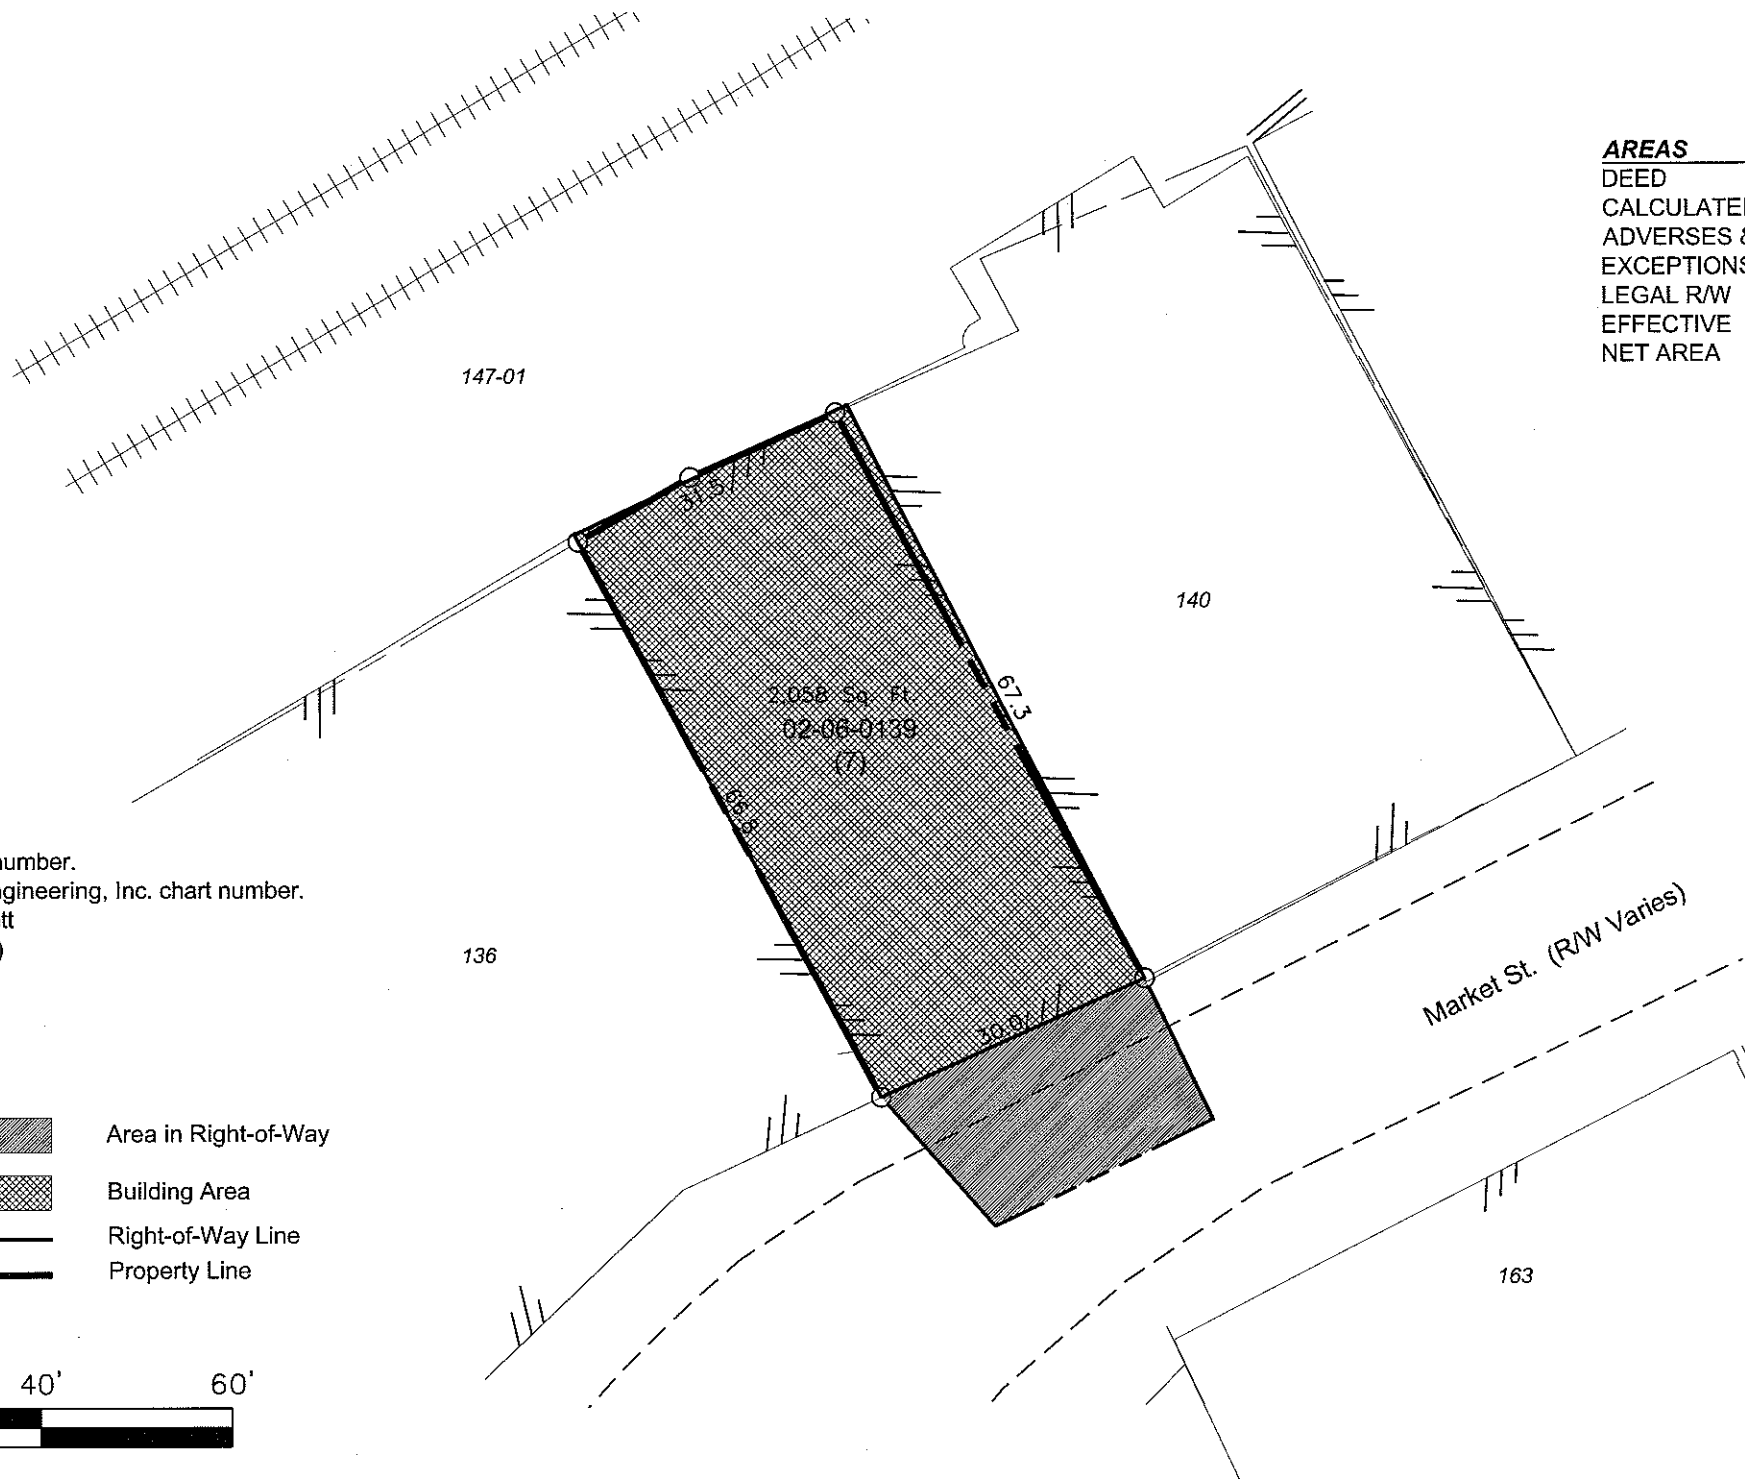 AREAS
DEED
CALCULATE
ADVERSES &
EXCEPTIONS
LEGAL R/W
EFFECTIVE
NET AREA
147-01
31.5
140
2,058 Sq. Ft.
02-06-0139
(7)
67.3
66.6
umber.
gineering, Inc. chart number.
tt
)
136
30.0
Market St. (R/W Varies)
Area in Right-of-Way
Building Area
Right-of-Way Line
Property Line
163
40' 60'